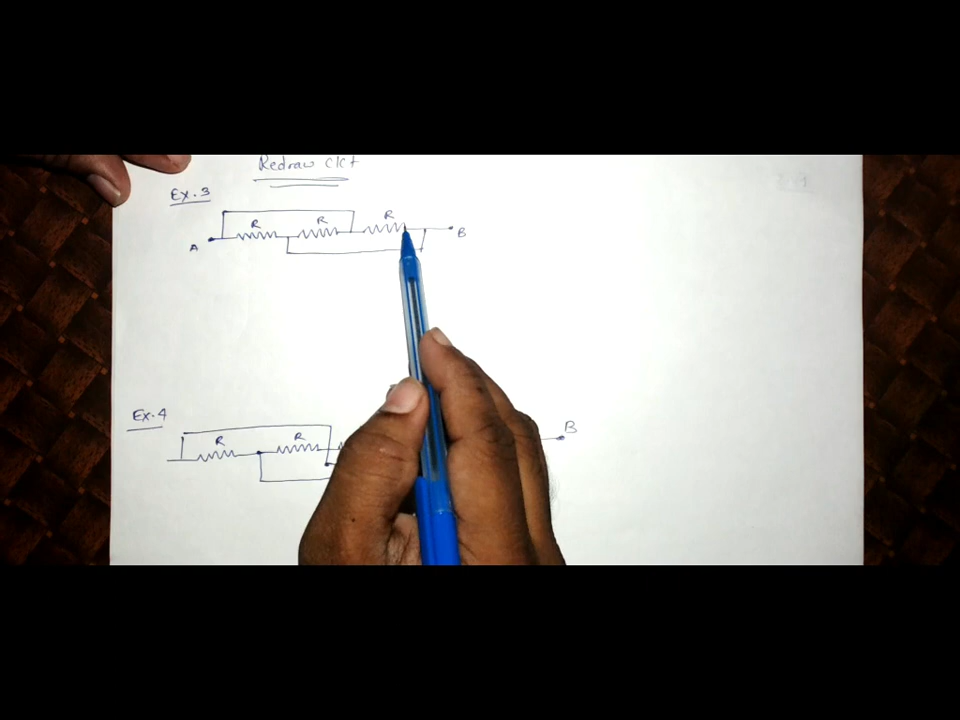 Redraw ckt
Ex.3
R R R
A B
Ex.4
R R B